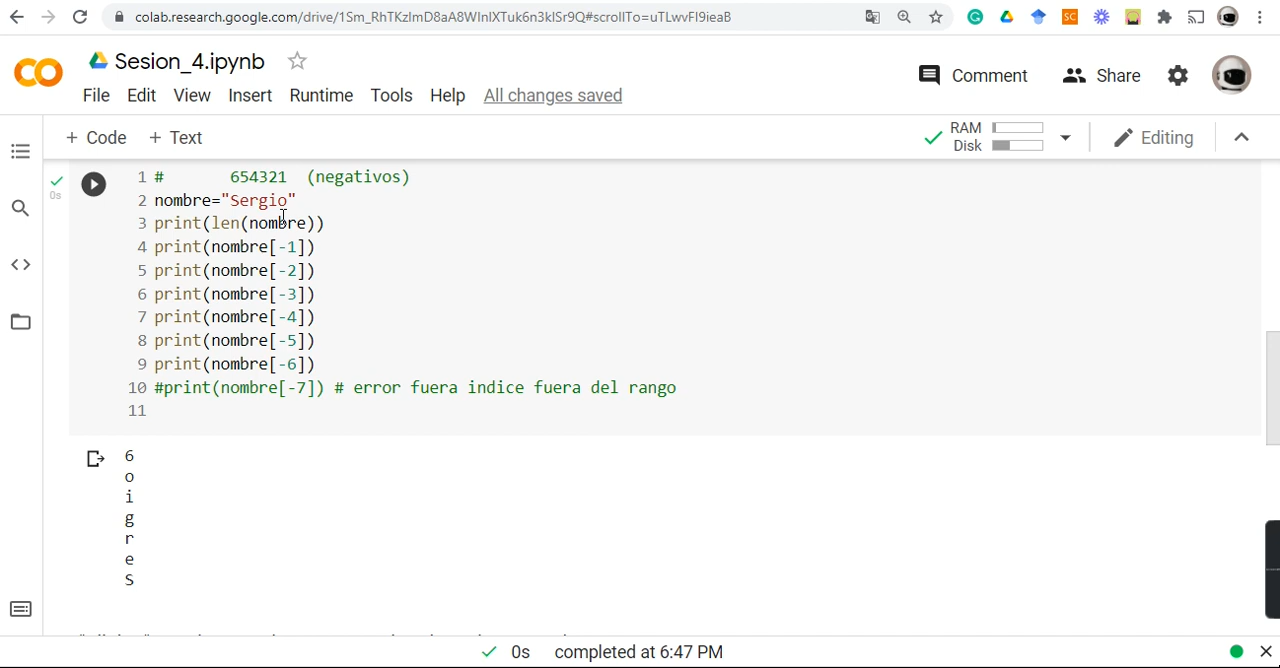 colab.research.google.com/drive/1Sm_RhTKzlmD8aA8WlnlXTuk6n3klSr9Q#scrollTo=uTLwvFl9ieaB
SC
Sesion_4.ipynb
File Edit View Insert Runtime Tools Help All changes saved
Comment Share
+ Code + Text
RAM
Disk
Editing
0s
1 #       654321  (negativos)
2 nombre="Sergio"
3 print(len(nombre))
4 print(nombre[-1])
5 print(nombre[-2])
6 print(nombre[-3])
7 print(nombre[-4])
8 print(nombre[-5])
9 print(nombre[-6])
10 #print(nombre[-7]) # error fuera indice fuera del rango
11
6
o
i
g
r
e
S
0s completed at 6:47 PM